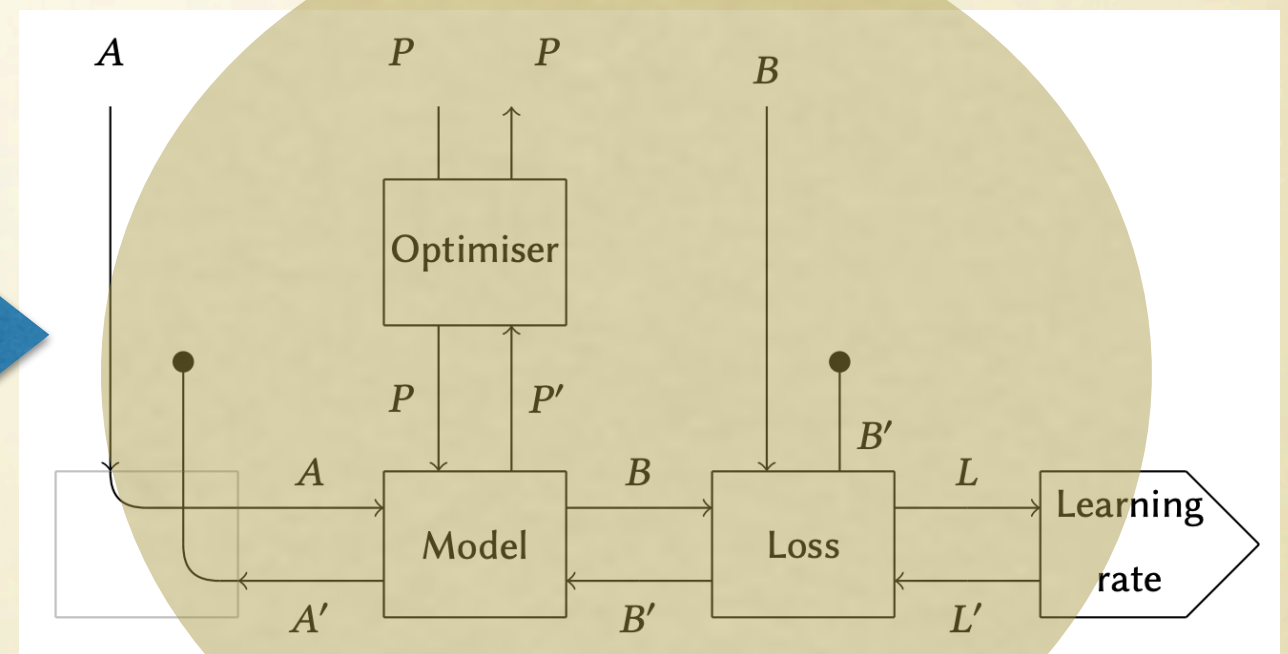 A
P
P
B
Optimiser
P
P′
B′
A
B
L
Model
Loss
Learning
rate
A′
B′
L′